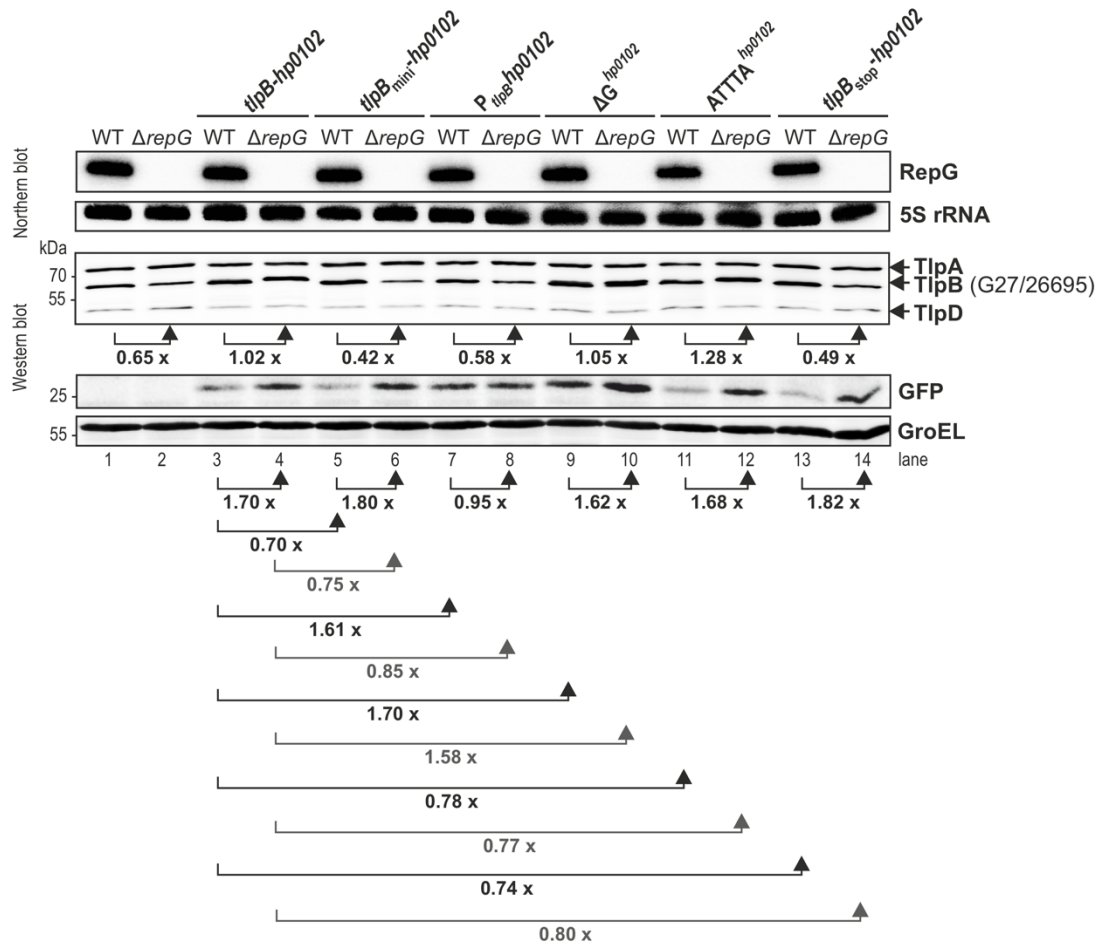 tlpB-hp0102 tlpBmini-hp0102 PtlpBhp0102 ΔG hp0102 ATTTA hp0102 tlpBstop-hp0102
WT ΔrepG WT ΔrepG WT ΔrepG WT ΔrepG WT ΔrepG WT ΔrepG WT ΔrepG
Northern blot
RepG
5S rRNA
Western blot
kDa
70
55
TlpA
TlpB (G27/26695)
TlpD
0.65 x 1.02 x 0.42 x 0.58 x 1.05 x 1.28 x 0.49 x
25
GFP
55
GroEL
1 2 3 4 5 6 7 8 9 10 11 12 13 14 lane
1.70 x 1.80 x 0.95 x 1.62 x 1.68 x 1.82 x
0.70 x
0.75 x
1.61 x
0.85 x
1.70 x
1.58 x
0.78 x
0.77 x
0.74 x
0.80 x